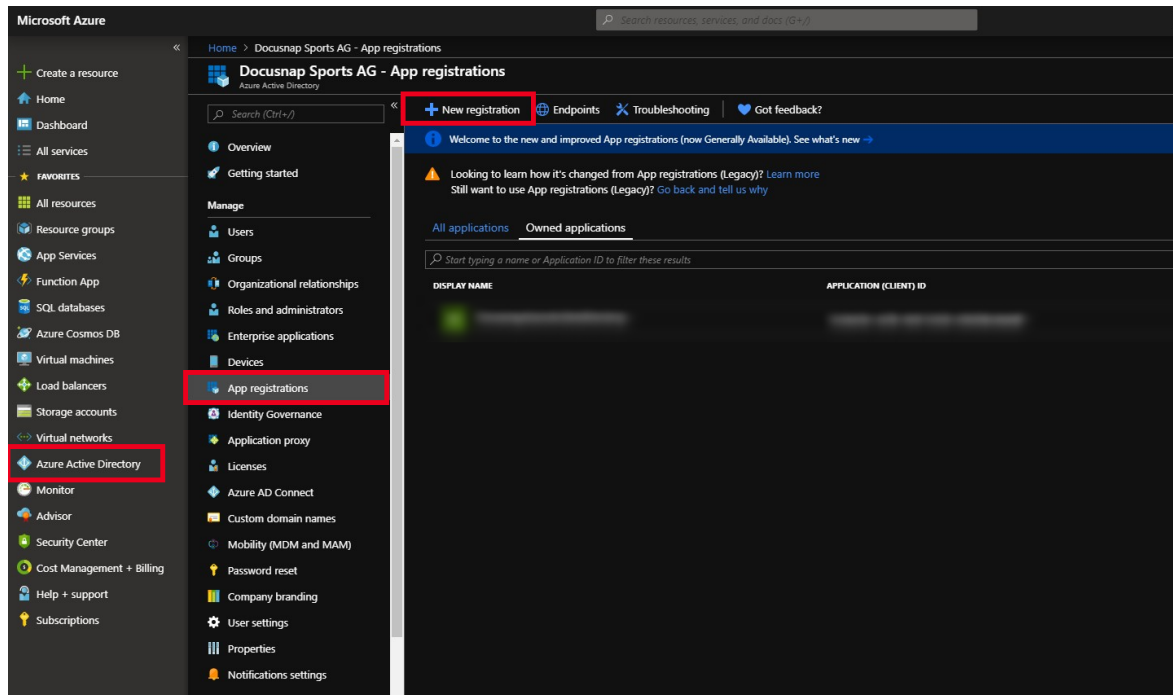 Microsoft Azure
Search resources, services, and docs (G+/)
«
Create a resource
Home
Dashboard
All services
FAVORITES
All resources
Resource groups
App Services
Function App
SQL databases
Azure Cosmos DB
Virtual machines
Load balancers
Storage accounts
Virtual networks
Azure Active Directory
Monitor
Advisor
Security Center
Cost Management + Billing
Help + support
Subscriptions
Home > Docusnap Sports AG - App registrations
Docusnap Sports AG - App registrations
Azure Active Directory
Search (Ctrl+/)
«
Overview
Getting started
Manage
Users
Groups
Organizational relationships
Roles and administrators
Enterprise applications
Devices
App registrations
Identity Governance
Application proxy
Licenses
Azure AD Connect
Custom domain names
Mobility (MDM and MAM)
Password reset
Company branding
User settings
Properties
Notifications settings
New registration Endpoints Troubleshooting Got feedback?
Welcome to the new and improved App registrations (now Generally Available). See what's new →
Looking to learn how it's changed from App registrations (Legacy)? Learn more
Still want to use App registrations (Legacy)? Go back and tell us why
All applications Owned applications
Start typing a name or Application ID to filter these results
DISPLAY NAME APPLICATION (CLIENT) ID